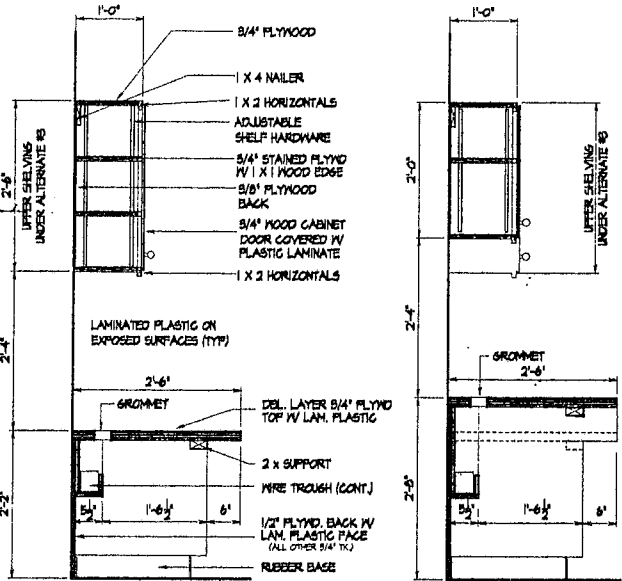 1'-0"
3/4" PLYWOOD
1 X 4 NAILER
1 X 2 HORIZONTALS
ADJUSTABLE
SHELF HARDWARE
3/4" STAINED PLYWD
W/ 1 X 1 WOOD EDGE
3/8" PLYWOOD
BACK
3/4" WOOD CABINET
DOOR COVERED W/
PLASTIC LAMINATE
1 X 2 HORIZONTALS
UPPER SHELVING
UNDER ALTERNATE #3
2'-6"
2'-4"
2'-2"
LAMINATED PLASTIC ON
EXPOSED SURFACES (TYP)
2'-6"
GROMMET
DBL. LAYER 3/4" PLYWD
TOP W/ LAM. PLASTIC
2 x SUPPORT
WIRE TROUGH (CONT.)
5 1/2"
1'-6 1/2"
6"
1/2" PLYWD. BACK W/
LAM. PLASTIC FACE
(ALL OTHER 3/4" TK.)
RUBBER BASE
1'-0"
2'-0"
UPPER SHELVING
UNDER ALTERNATE #3
2'-4"
GROMMET
2'-6"
5 1/2"
1'-6 1/2"
6"